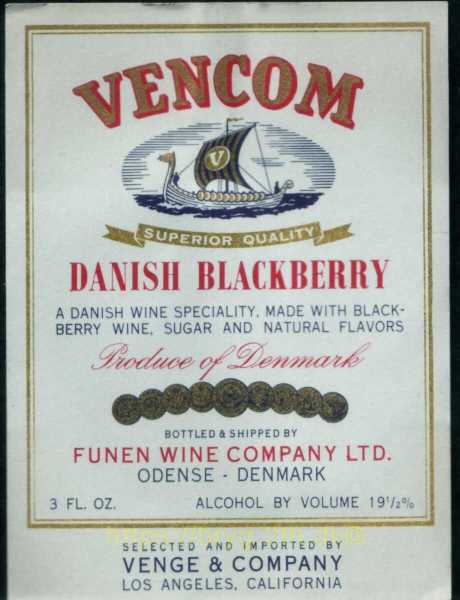 VENCOM
V
SUPERIOR QUALITY
DANISH BLACKBERRY
A DANISH WINE SPECIALITY, MADE WITH BLACK-
BERRY WINE, SUGAR AND NATURAL FLAVORS
Produce of Denmark
BOTTLED & SHIPPED BY
FUNEN WINE COMPANY LTD.
ODENSE - DENMARK
3 FL. OZ. ALCOHOL BY VOLUME 19½%
SELECTED AND IMPORTED BY
VENGE & COMPANY
LOS ANGELES, CALIFORNIA